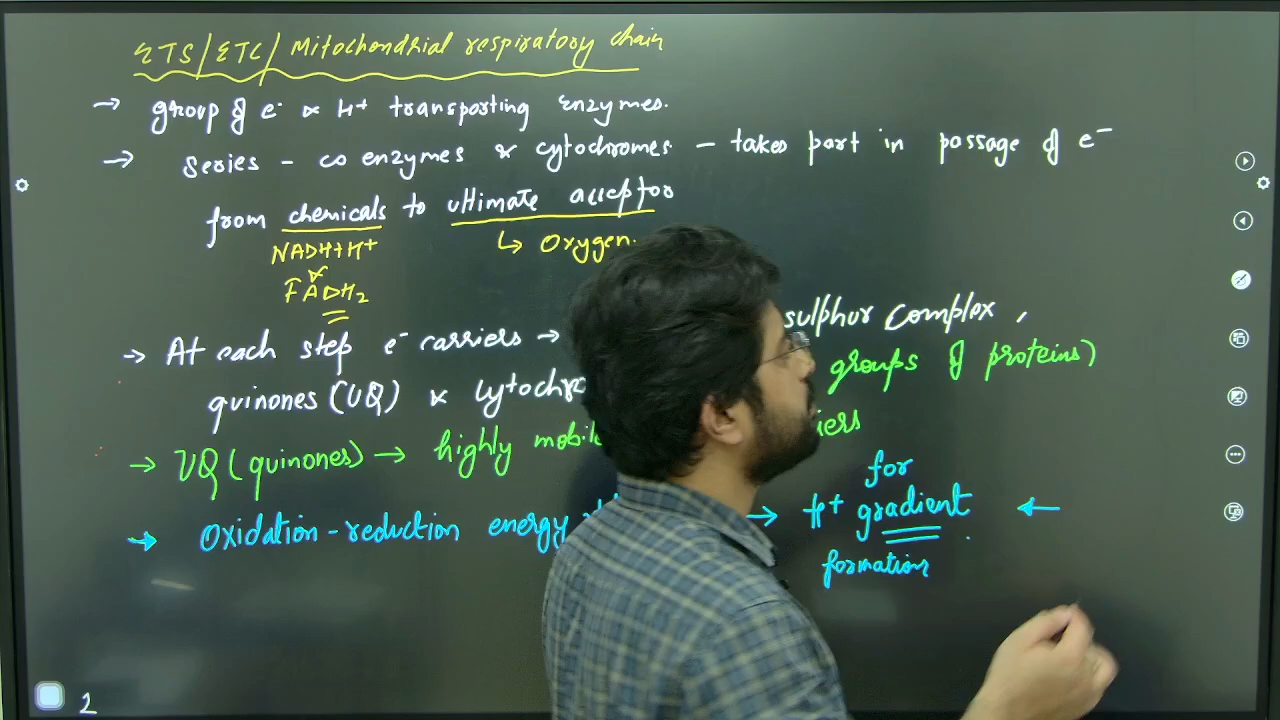 ETS/ETC/ Mitochondrial respiratory chain
→ group of e⁻ & H⁺ transporting enzymes.
→ Series - co enzymes & cytochromes - takes part in passage of e⁻
from chemicals to ultimate acceptor
NADH+H⁺ ↳ Oxygen.
&
FADH₂
→ At each step e⁻ carriers → sulphur complex,
quinones (UQ) & groups of proteins)
→ UQ (quinones) → highly mobile
→ Oxidation-reduction energy → H⁺ gradient ←
for
formation
2